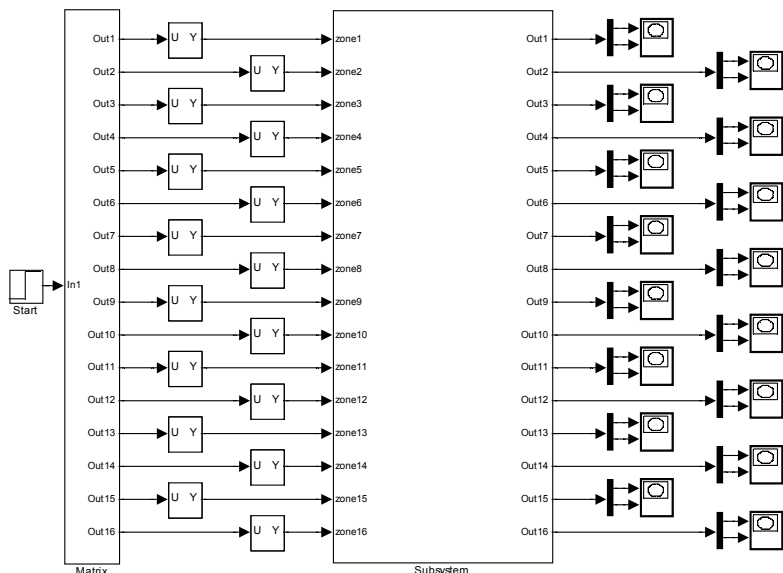 Out1 U Y zone1 Out1
Out2 U Y zone2 Out2
Out3 U Y zone3 Out3
Out4 U Y zone4 Out4
Out5 U Y zone5 Out5
Out6 U Y zone6 Out6
Out7 U Y zone7 Out7
Out8 U Y zone8 Out8
In1
Out9 U Y zone9 Out9
Start
Out10 U Y zone10 Out10
Out11 U Y zone11 Out11
Out12 U Y zone12 Out12
Out13 U Y zone13 Out13
Out14 U Y zone14 Out14
Out15 U Y zone15 Out15
Out16 U Y zone16 Out16
Matrix Subsystem